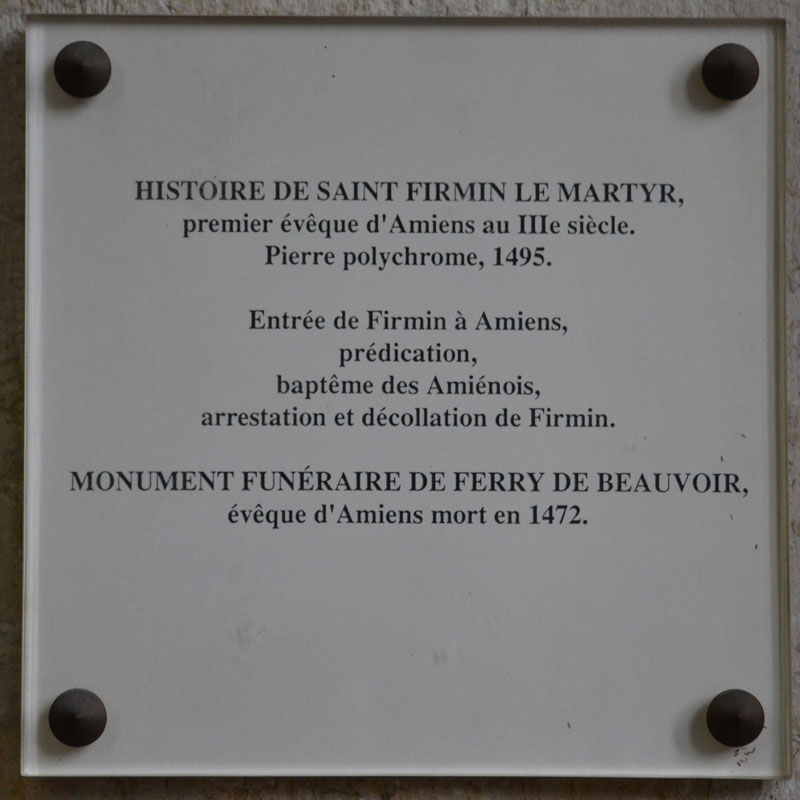 HISTOIRE DE SAINT FIRMIN LE MARTYR,
premier évêque d'Amiens au IIIe siècle.
Pierre polychrome, 1495.
Entrée de Firmin à Amiens,
prédication,
baptême des Amiénois,
arrestation et décollation de Firmin.
MONUMENT FUNÉRAIRE DE FERRY DE BEAUVOIR,
évêque d'Amiens mort en 1472.